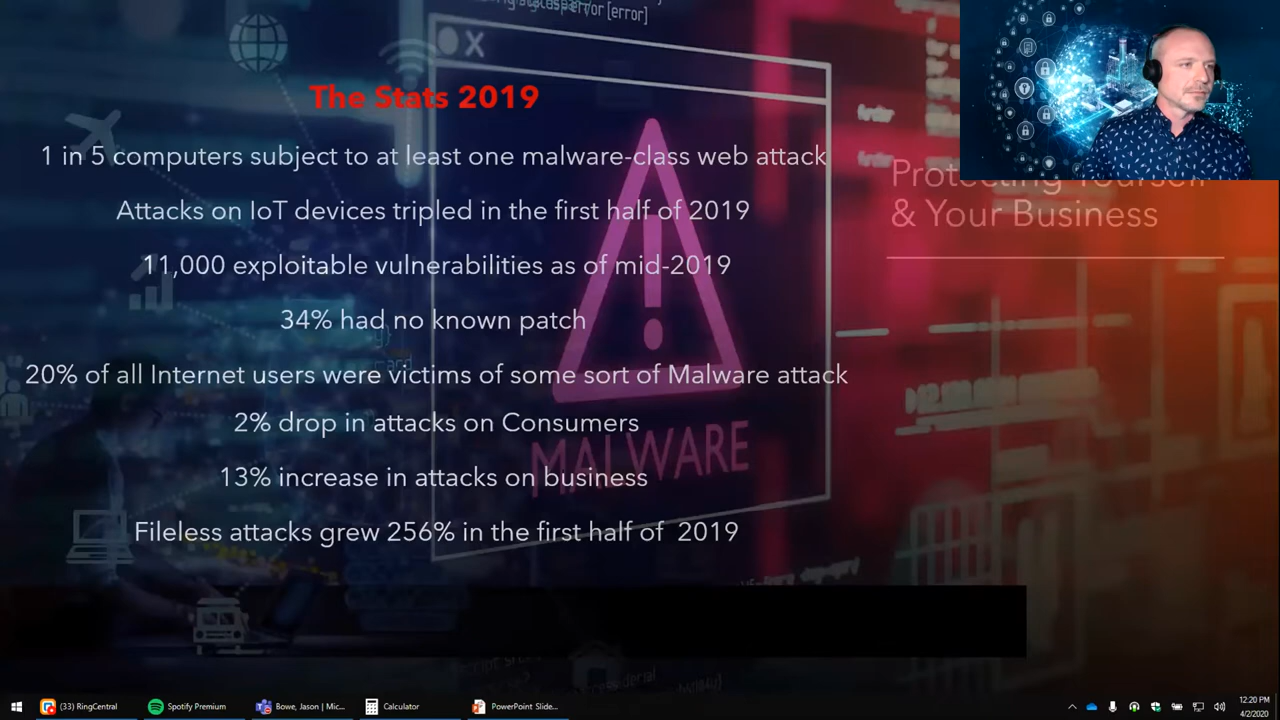 or [error]
X
The Stats 2019
1 in 5 computers subject to at least one malware-class web attack
Attacks on IoT devices tripled in the first half of 2019
11,000 exploitable vulnerabilities as of mid-2019
34% had no known patch
20% of all Internet users were victims of some sort of Malware attack
2% drop in attacks on Consumers
13% increase in attacks on business
Fileless attacks grew 256% in the first half of 2019
MALWARE
Protecting Yourself
& Your Business
(33) RingCentral
Spotify Premium
Bowe, Jason | Mic...
Calculator
PowerPoint Slide...
12:20 PM
4/2/2020